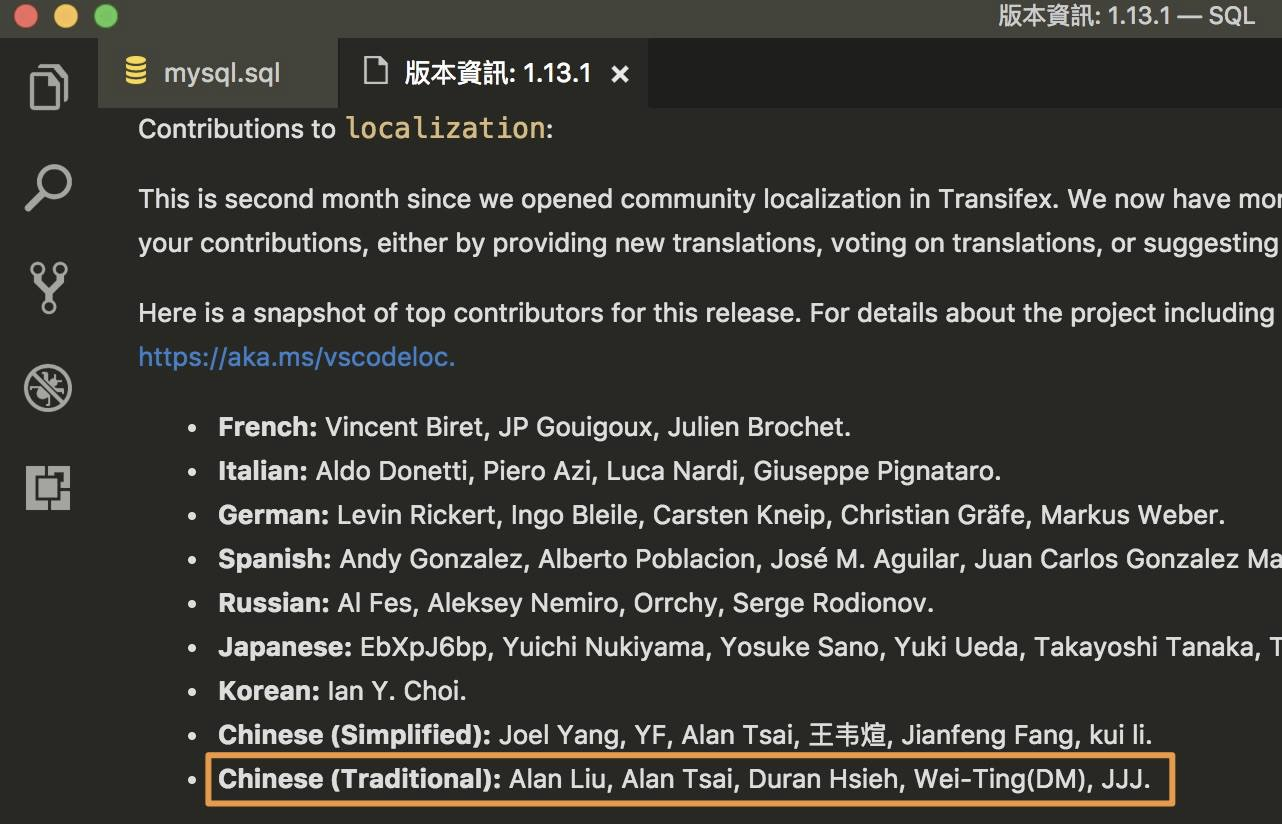 版本資訊: 1.13.1 — SQL
mysql.sql
版本資訊: 1.13.1 ×
Contributions to localization:
This is second month since we opened community localization in Transifex. We now have mor
your contributions, either by providing new translations, voting on translations, or suggesting
Here is a snapshot of top contributors for this release. For details about the project including
https://aka.ms/vscodeloc.
• French: Vincent Biret, JP Gouigoux, Julien Brochet.
• Italian: Aldo Donetti, Piero Azi, Luca Nardi, Giuseppe Pignataro.
• German: Levin Rickert, Ingo Bleile, Carsten Kneip, Christian Gräfe, Markus Weber.
• Spanish: Andy Gonzalez, Alberto Poblacion, José M. Aguilar, Juan Carlos Gonzalez Ma
• Russian: Al Fes, Aleksey Nemiro, Orrchy, Serge Rodionov.
• Japanese: EbXpJ6bp, Yuichi Nukiyama, Yosuke Sano, Yuki Ueda, Takayoshi Tanaka, T
• Korean: Ian Y. Choi.
• Chinese (Simplified): Joel Yang, YF, Alan Tsai, 王韦煊, Jianfeng Fang, kui li.
• Chinese (Traditional): Alan Liu, Alan Tsai, Duran Hsieh, Wei-Ting(DM), JJJ.